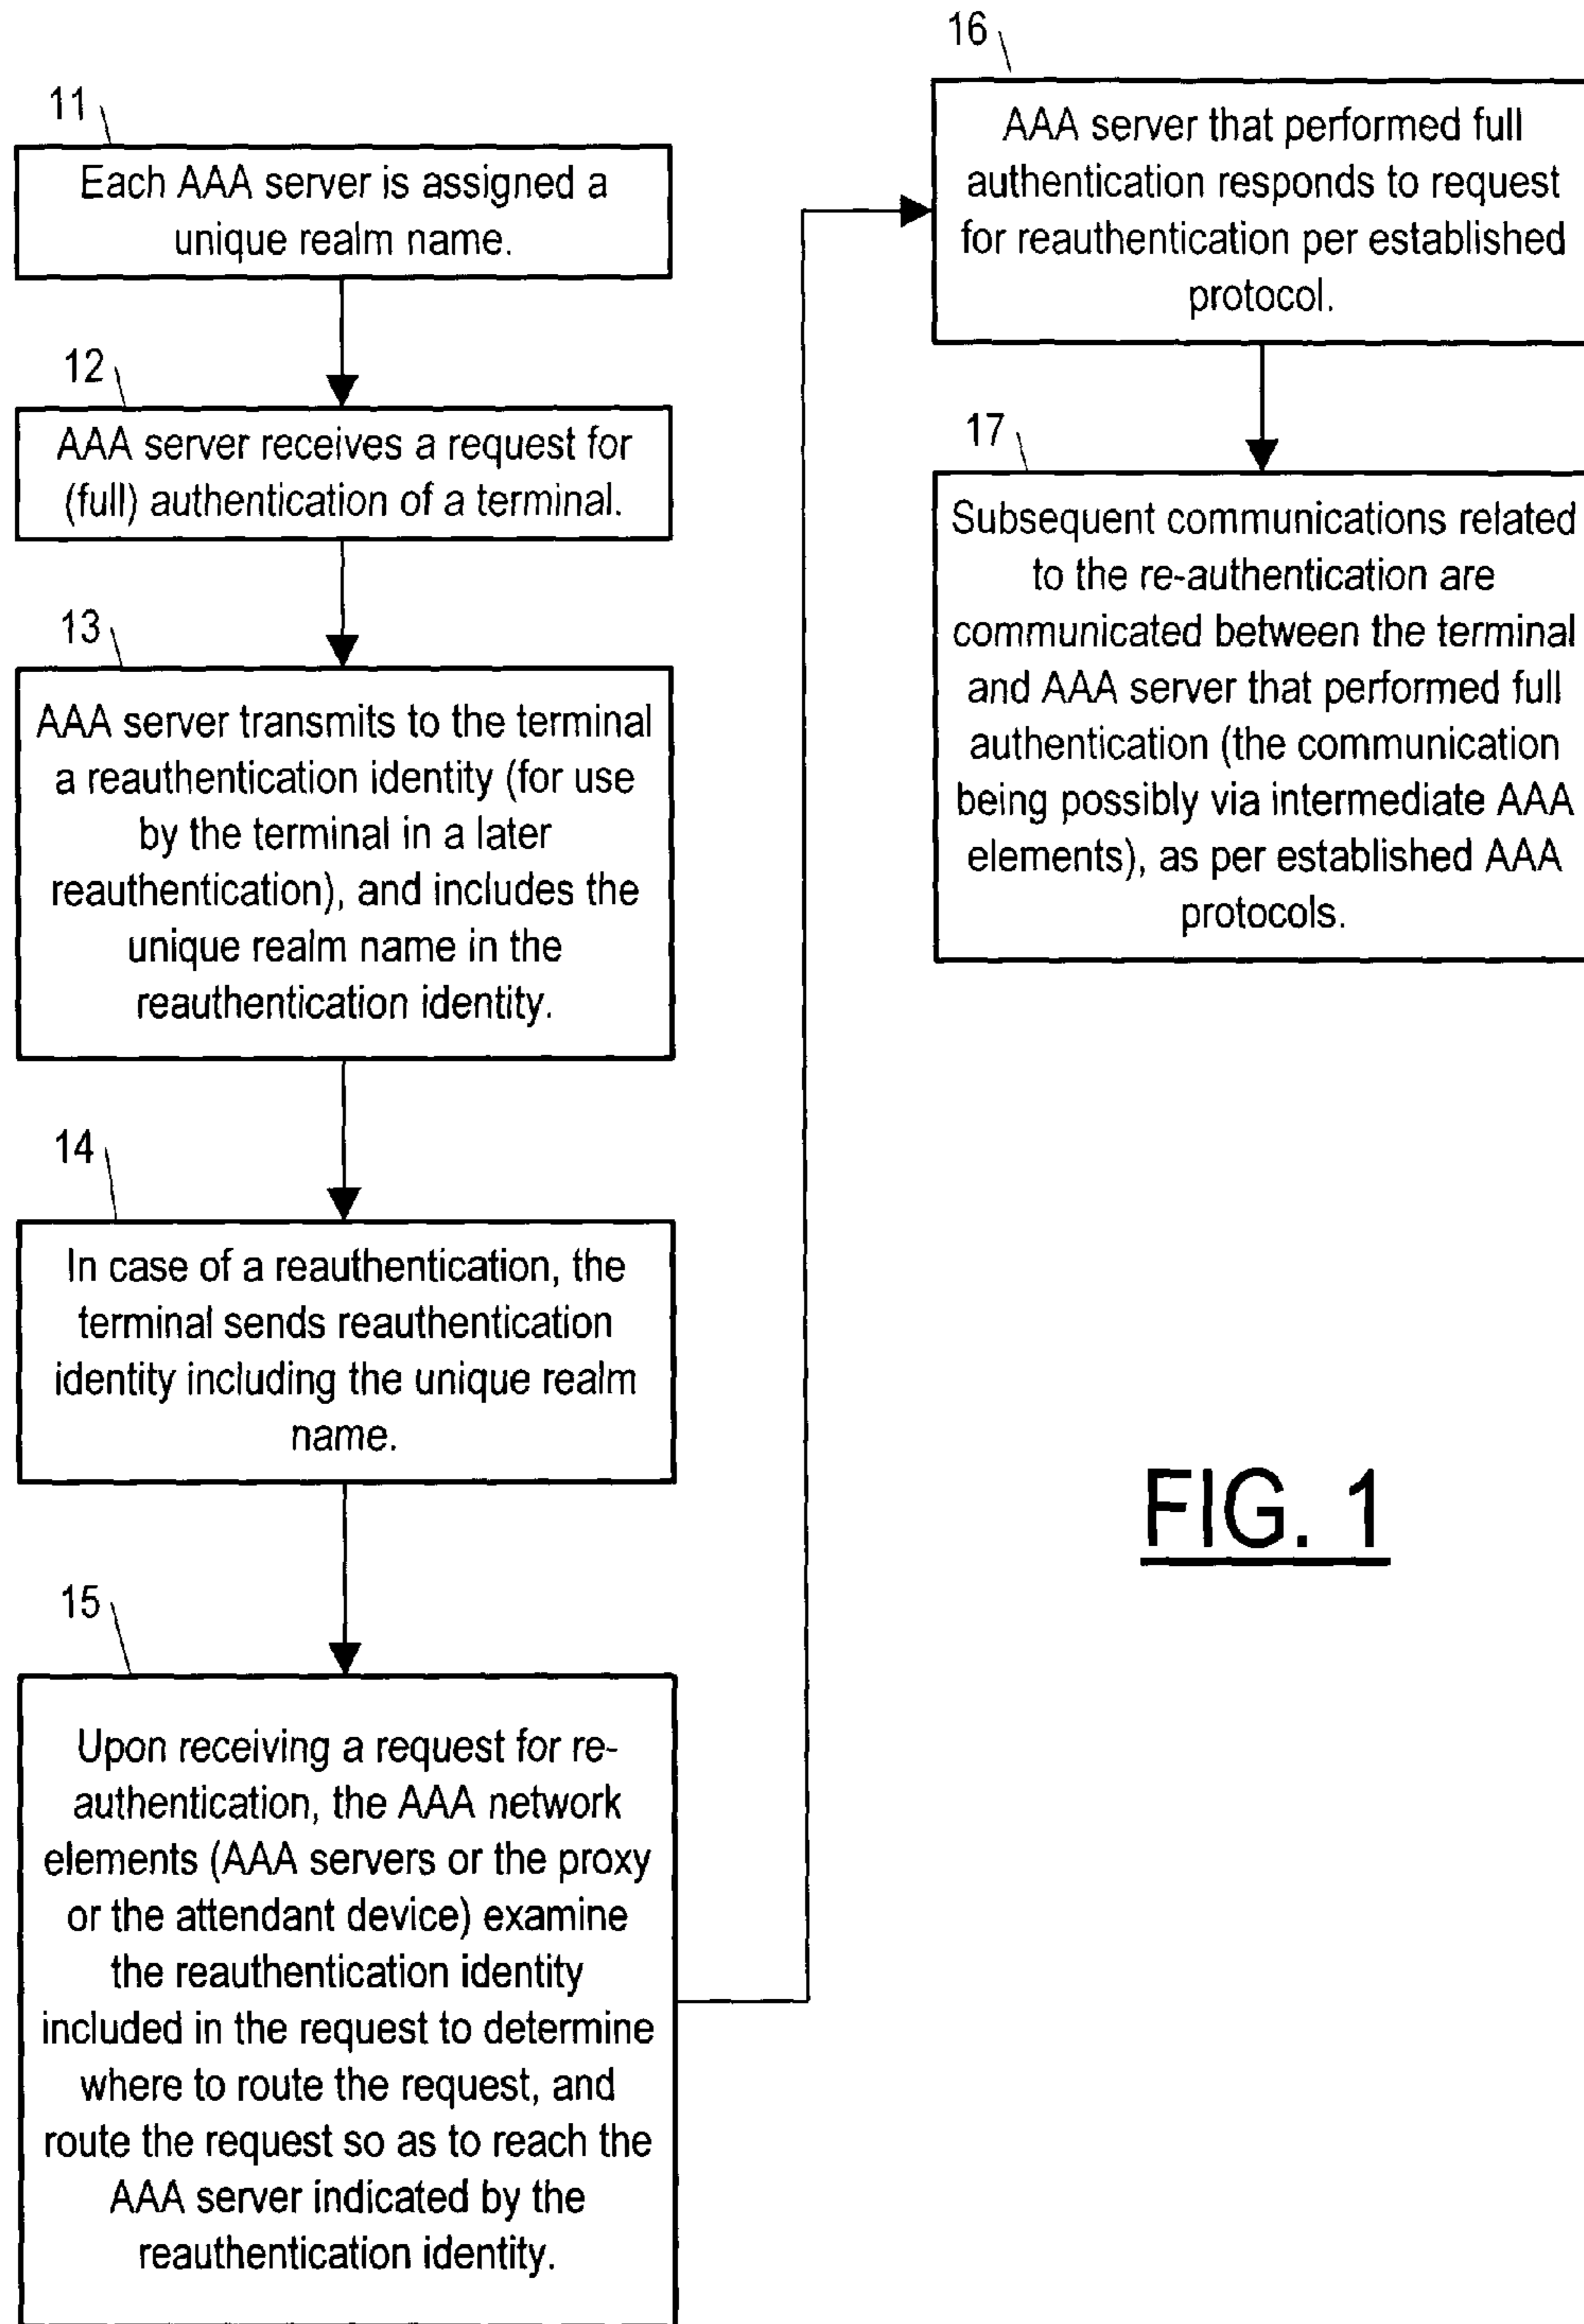 11
Each AAA server is assigned a
unique realm name.
12
AAA server receives a request for
(full) authentication of a terminal.
13
AAA server transmits to the terminal
a reauthentication identity (for use
by the terminal in a later
reauthentication), and includes the
unique realm name in the
reauthentication identity.
14
In case of a reauthentication, the
terminal sends reauthentication
identity including the unique realm
name.
15
Upon receiving a request for re-
authentication, the AAA network
elements (AAA servers or the proxy
or the attendant device) examine
the reauthentication identity
included in the request to determine
where to route the request, and
route the request so as to reach the
AAA server indicated by the
reauthentication identity.
16
AAA server that performed full
authentication responds to request
for reauthentication per established
protocol.
17
Subsequent communications related
to the re-authentication are
communicated between the terminal
and AAA server that performed full
authentication (the communication
being possibly via intermediate AAA
elements), as per established AAA
protocols.
FIG. 1